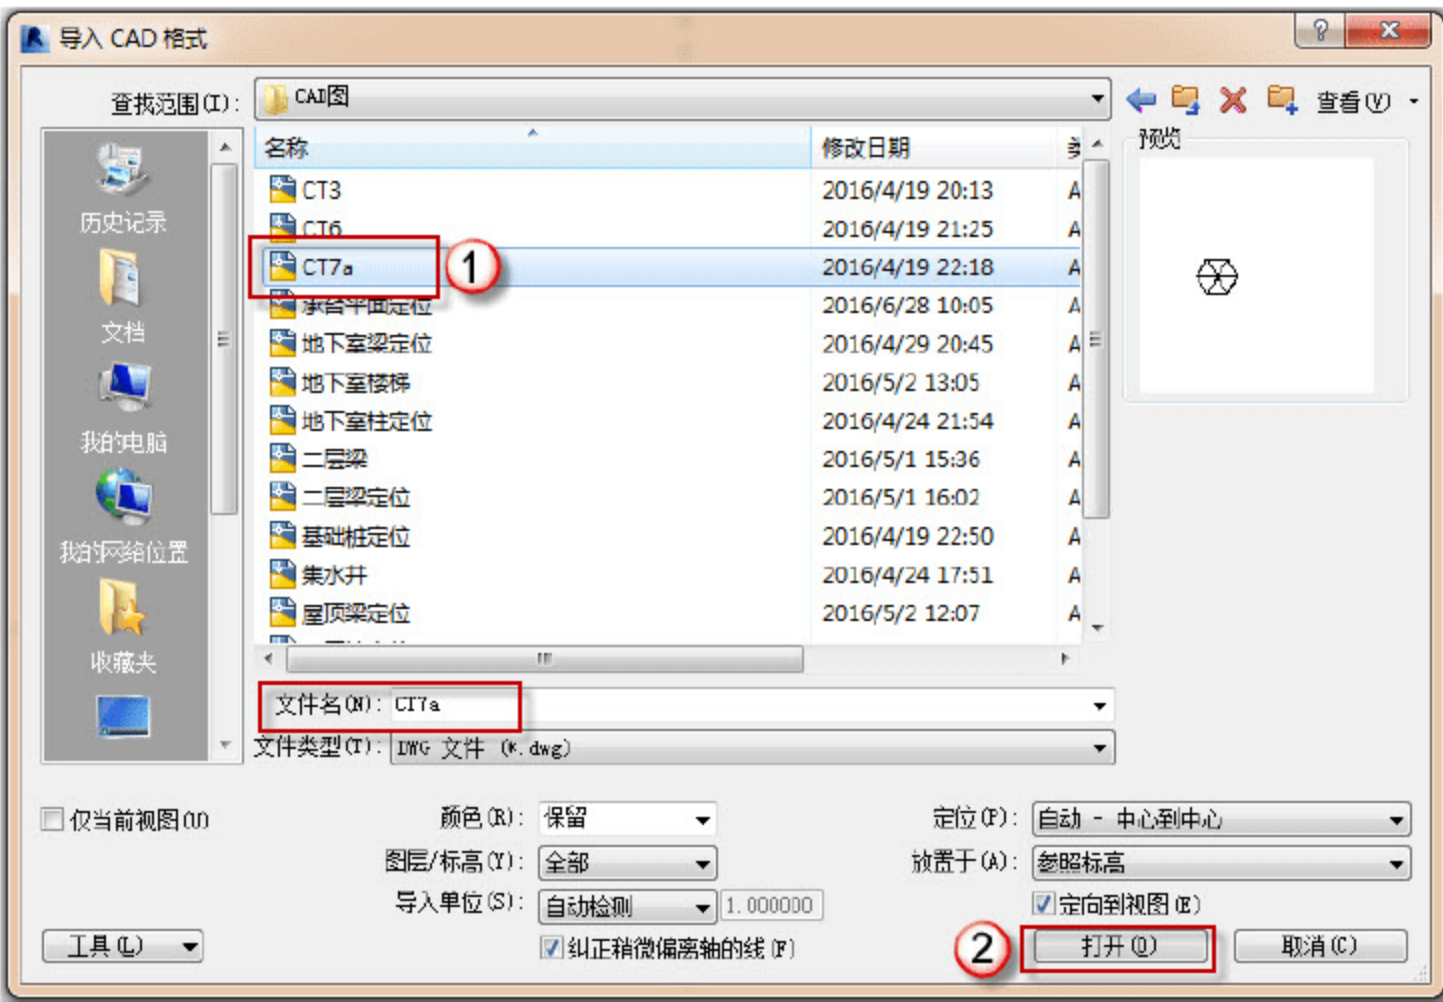 导入 CAD 格式
?
查找范围(I):
CAD图
查看(V)
名称
修改日期
预览
CT3
2016/4/19 20:13
A
历史记录
CT6
2016/4/19 21:25
A
CT7a
1
2016/4/19 22:18
A
承台平面定位
2016/6/28 10:05
A
文档
地下室梁定位
2016/4/29 20:45
A
地下室楼梯
2016/5/2 13:05
A
地下室柱定位
2016/4/24 21:54
A
我的电脑
二层梁
2016/5/1 15:36
A
二层梁定位
2016/5/1 16:02
A
基础桩定位
2016/4/19 22:50
A
我的网络位置
集水井
2016/4/24 17:51
A
屋顶梁定位
2016/5/2 12:07
A
收藏夹
文件名(N): CT7a
文件类型(T): DWG 文件 (*.dwg)
仅当前视图(U)
颜色(R): 保留
定位(P): 自动 - 中心到中心
图层/标高(Y): 全部
放置于(A): 参照标高
导入单位(S): 自动检测 1.000000
定向到视图(E)
工具(L)
纠正稍微偏离轴的线(F)
2
打开(O)
取消(C)